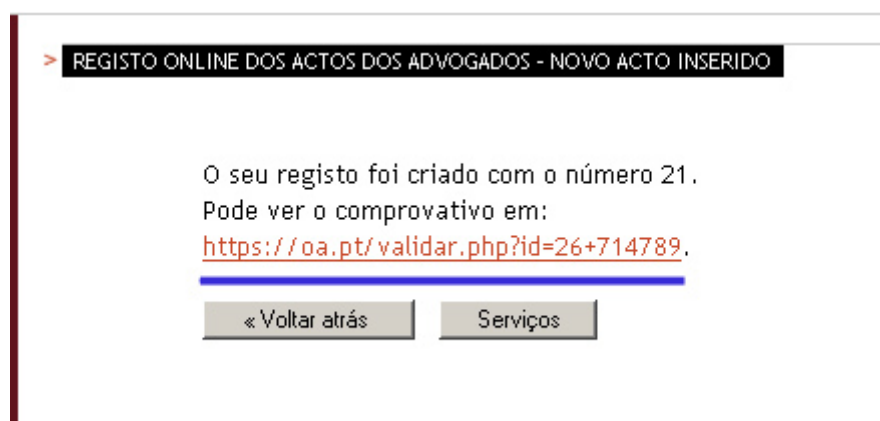 > REGISTO ONLINE DOS ACTOS DOS ADVOGADOS - NOVO ACTO INSERIDO
O seu registo foi criado com o número 21.
Pode ver o comprovativo em:
https://oa.pt/validar.php?id=26+714789.
« Voltar atrás Serviços